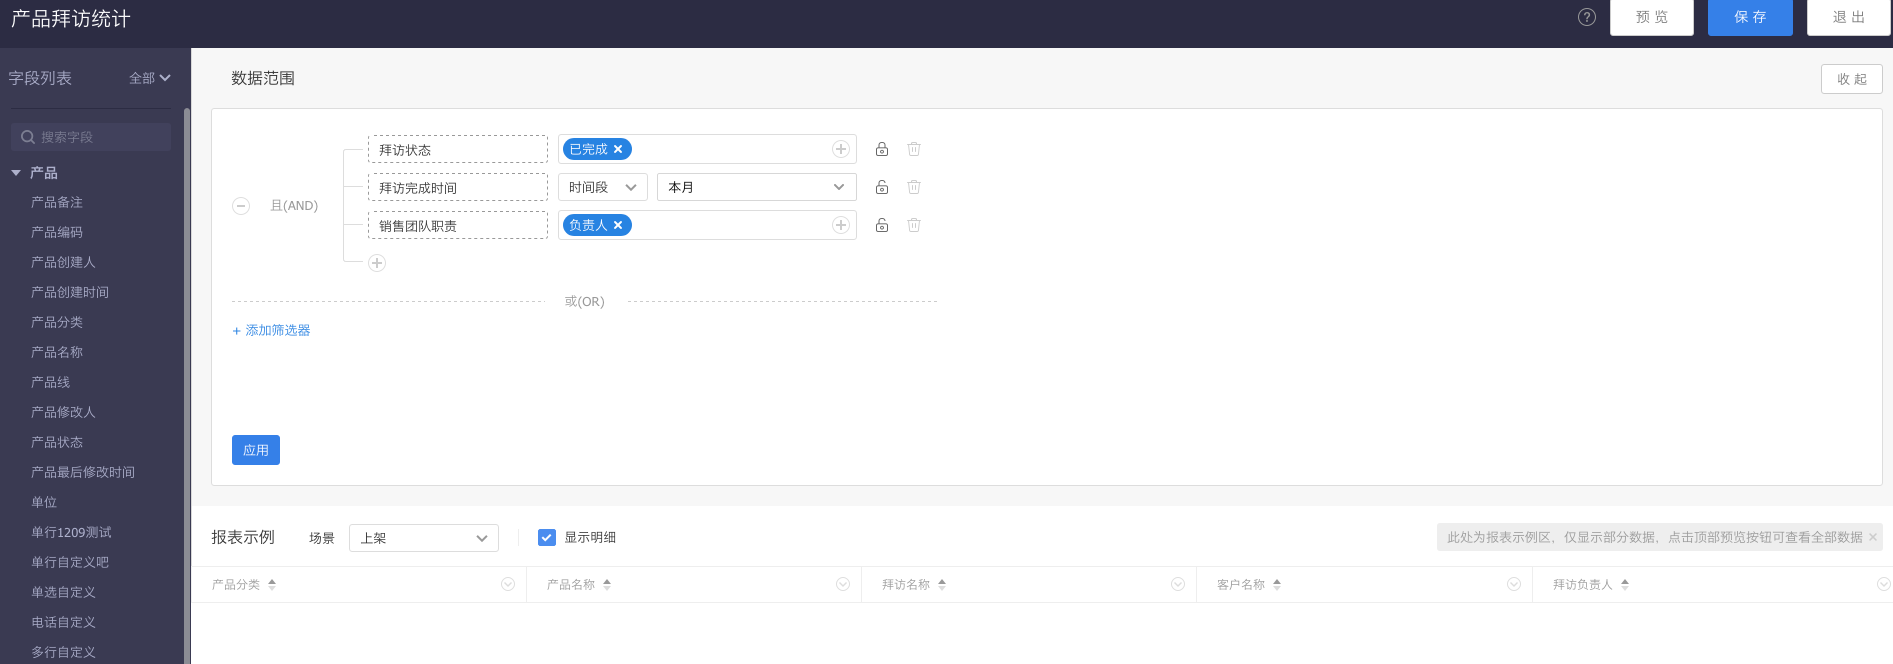 产品拜访统计
? 预 览 保 存 退 出
字段列表 全部
搜索字段
产品
产品备注
产品编码
产品创建人
产品创建时间
产品分类
产品名称
产品线
产品修改人
产品状态
产品最后修改时间
单位
单行1209测试
单行自定义吧
单选自定义
电话自定义
多行自定义
数据范围 收 起
且(AND)
拜访状态 已完成 ×
拜访完成时间 时间段 本月
销售团队职责 负责人 ×
或(OR)
+ 添加筛选器
应用
报表示例 场景 上架 显示明细 此处为报表示例区，仅显示部分数据，点击顶部预览按钮可查看全部数据 ×
产品分类 产品名称 拜访名称 客户名称 拜访负责人